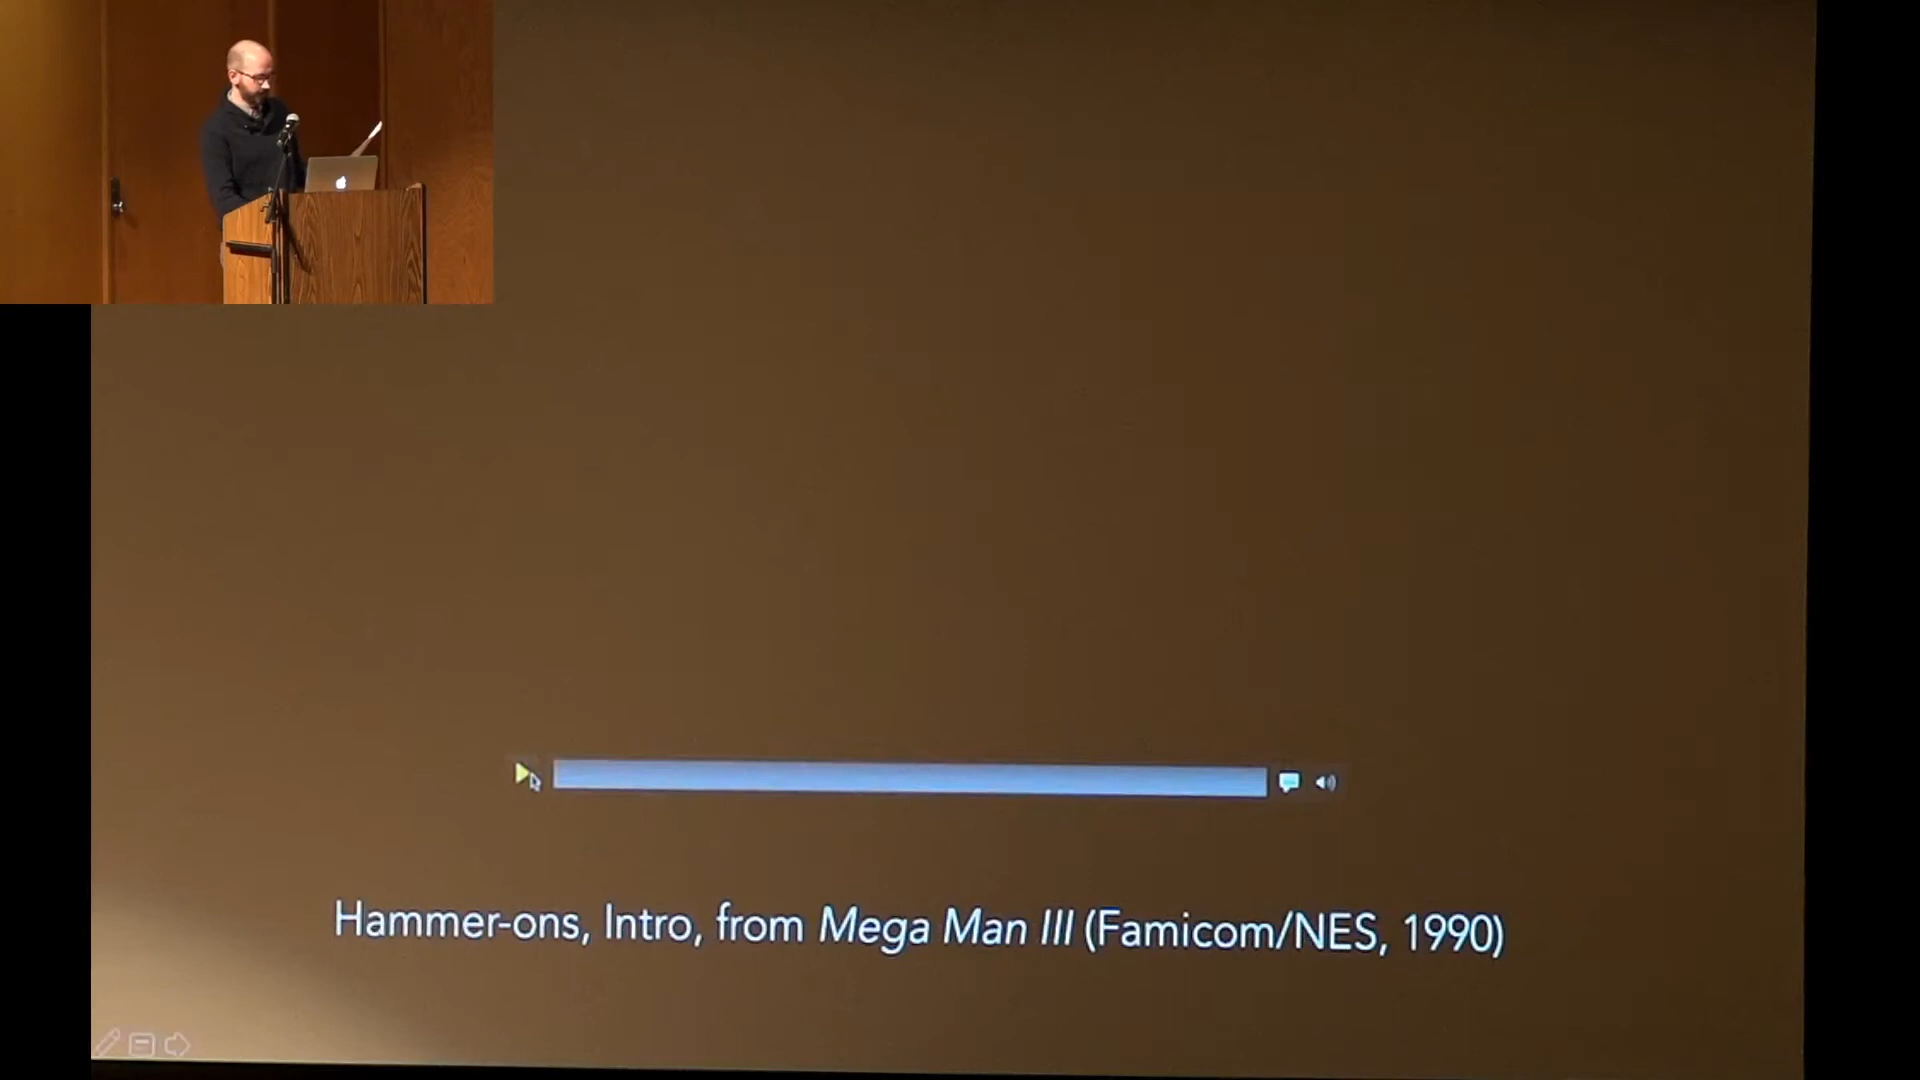 Hammer-ons, Intro, from Mega Man III (Famicom/NES, 1990)